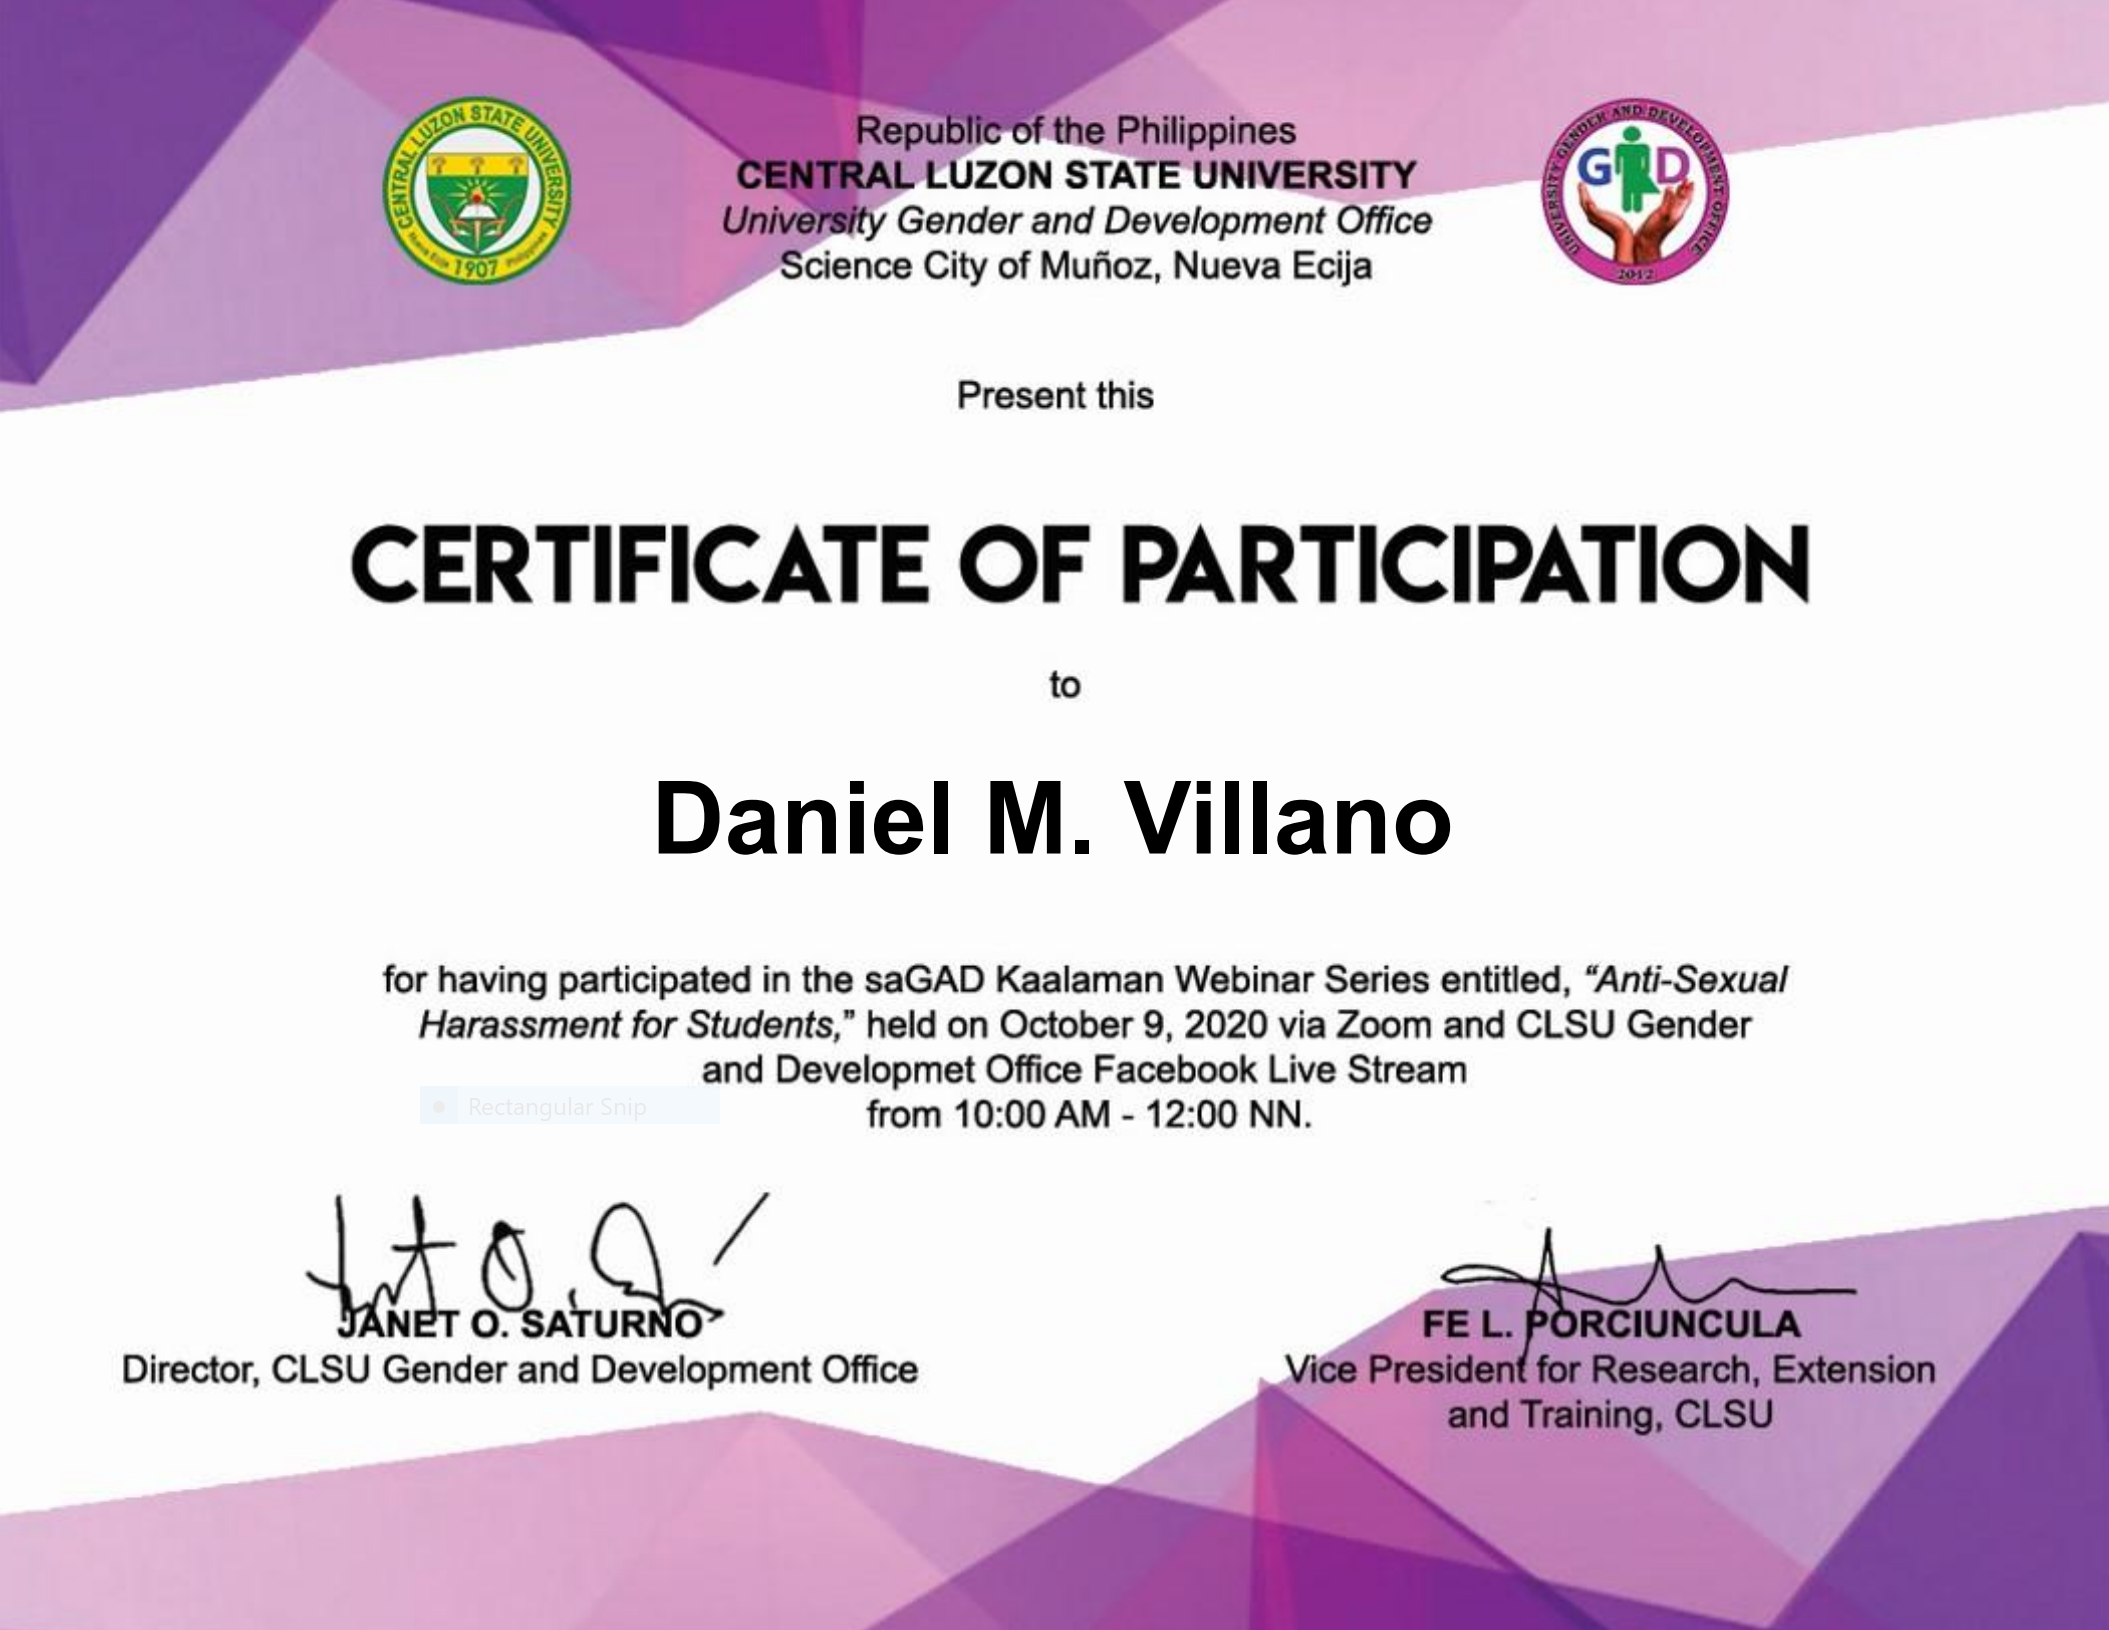 Republic of the Philippines
CENTRAL LUZON STATE UNIVERSITY
University Gender and Development Office
Science City of Muñoz, Nueva Ecija
CENTRAL LUZON STATE UNIVERSITY
1907
Philippines
UNIVERSITY GENDER AND DEVELOPMENT OFFICE
GAD
2012
Present this
CERTIFICATE OF PARTICIPATION
to
Daniel M. Villano
for having participated in the saGAD Kaalaman Webinar Series entitled, “Anti-Sexual
Harassment for Students,” held on October 9, 2020 via Zoom and CLSU Gender
and Developmet Office Facebook Live Stream
from 10:00 AM - 12:00 NN.
Rectangular Snip
JANET O. SATURNO
Director, CLSU Gender and Development Office
FE L. PORCIUNCULA
Vice President for Research, Extension
and Training, CLSU